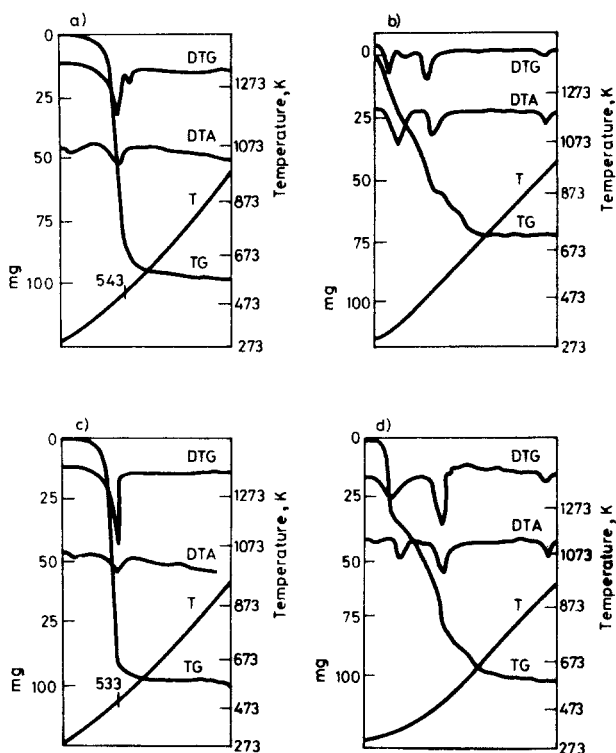 a)
0
25
50
75
100
mg
DTG
DTA
T
TG
543
1273
1073
873
673
473
273
Temperature, K
b)
0
25
50
75
100
mg
DTG
DTA
T
TG
1273
1073
873
673
473
273
Temperature, K
c)
0
25
50
75
100
mg
DTG
DTA
T
TG
533
1273
1073
873
673
473
273
Temperature, K
d)
0
25
50
75
100
mg
DTG
DTA
T
TG
1273
1073
873
673
473
273
Temperature, K